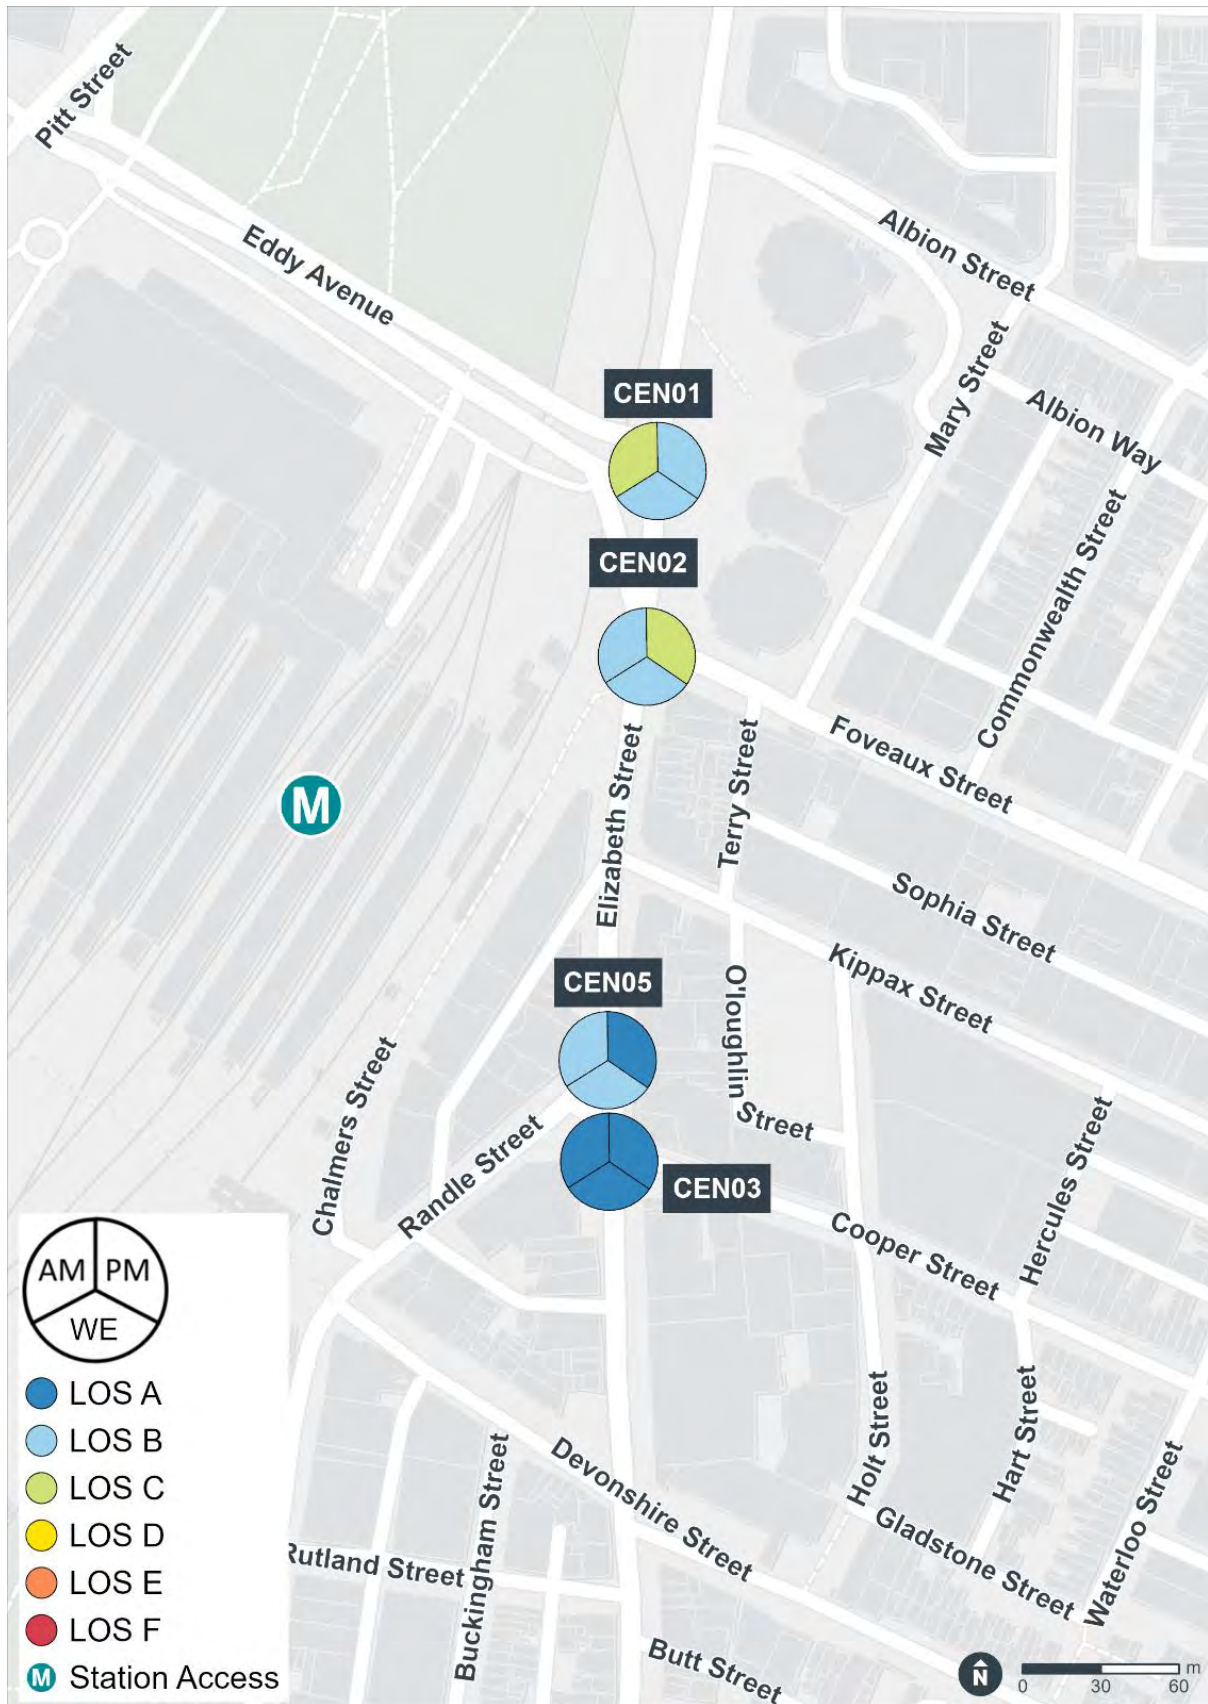 Pitt Street
Eddy Avenue
Albion Street
Mary Street
Albion Way
CEN01
Commonwealth Street
CEN02
Foveaux Street
Elizabeth Street
Terry Street
M
Sophia Street
Kippax Street
CEN05
O'loughlin
Street
Chalmers Street
Randle Street
CEN03
Hercules Street
Cooper Street
AM
PM
WE
LOS A
LOS B
LOS C
LOS D
LOS E
LOS F
M Station Access
Holt Street
Hart Street
Devonshire Street
Gladstone Street
Waterloo Street
Rutland Street
Buckingham Street
Butt Street
N
m
0 30 60